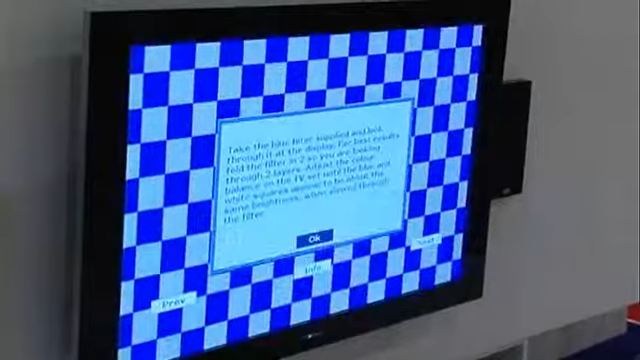 Take the blue filter supplied and look
through it at the display. For best results
fold the filter in 2 so you are looking
through 2 layers. Adjust the colour
balance on the TV set until the blue and
white squares appear to be about the
same brightness, when viewed through
the filter.
Ok
Prev
Info
Next